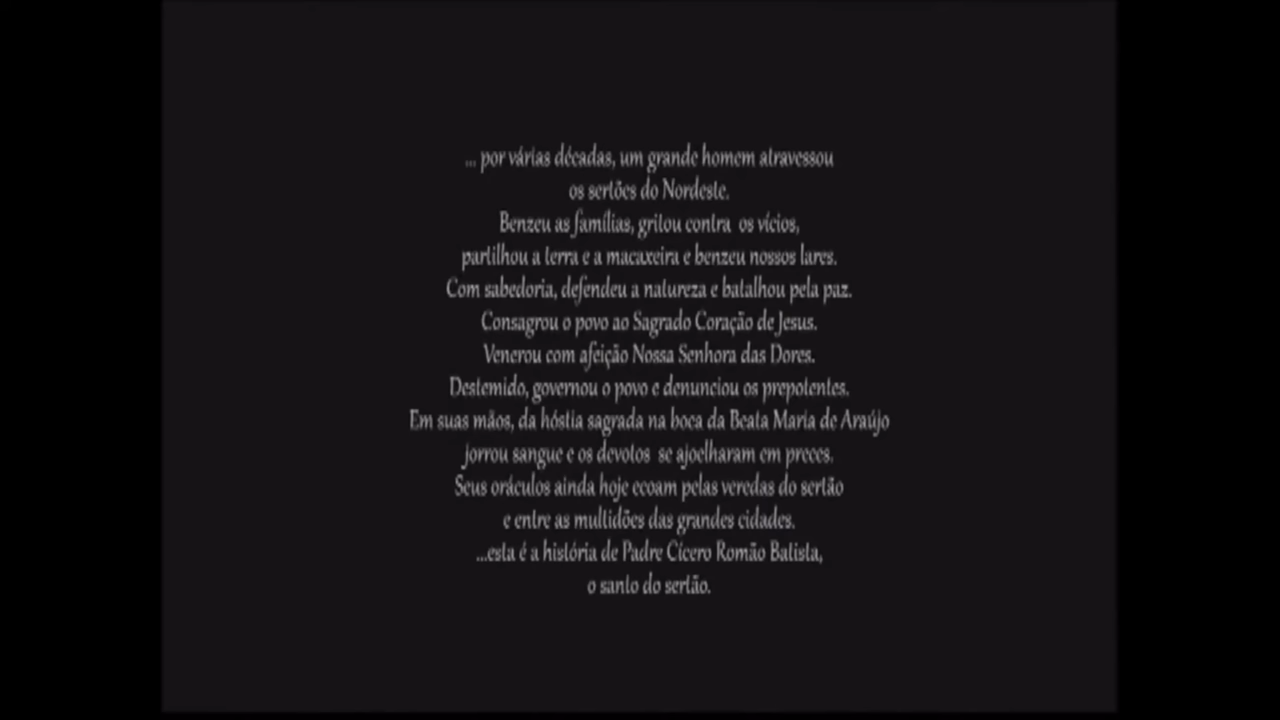 ... por várias décadas, um grande homem atravessou
os sertões do Nordeste.
Benzeu as famílias, gritou contra os vícios,
partilhou a terra e a macaxeira e benzeu nossos lares.
Com sabedoria, defendeu a natureza e batalhou pela paz.
Consagrou o povo ao Sagrado Coração de Jesus.
Venerou com afeição Nossa Senhora das Dores.
Destemido, governou o povo e denunciou os prepotentes.
Em suas mãos, da hóstia sagrada na boca da Beata Maria de Araújo
jorrou sangue e os devotos se ajoelharam em preces.
Seus oráculos ainda hoje ecoam pelas veredas do sertão
e entre as multidões das grandes cidades.
...esta é a história de Padre Cícero Romão Batista,
o santo do sertão.